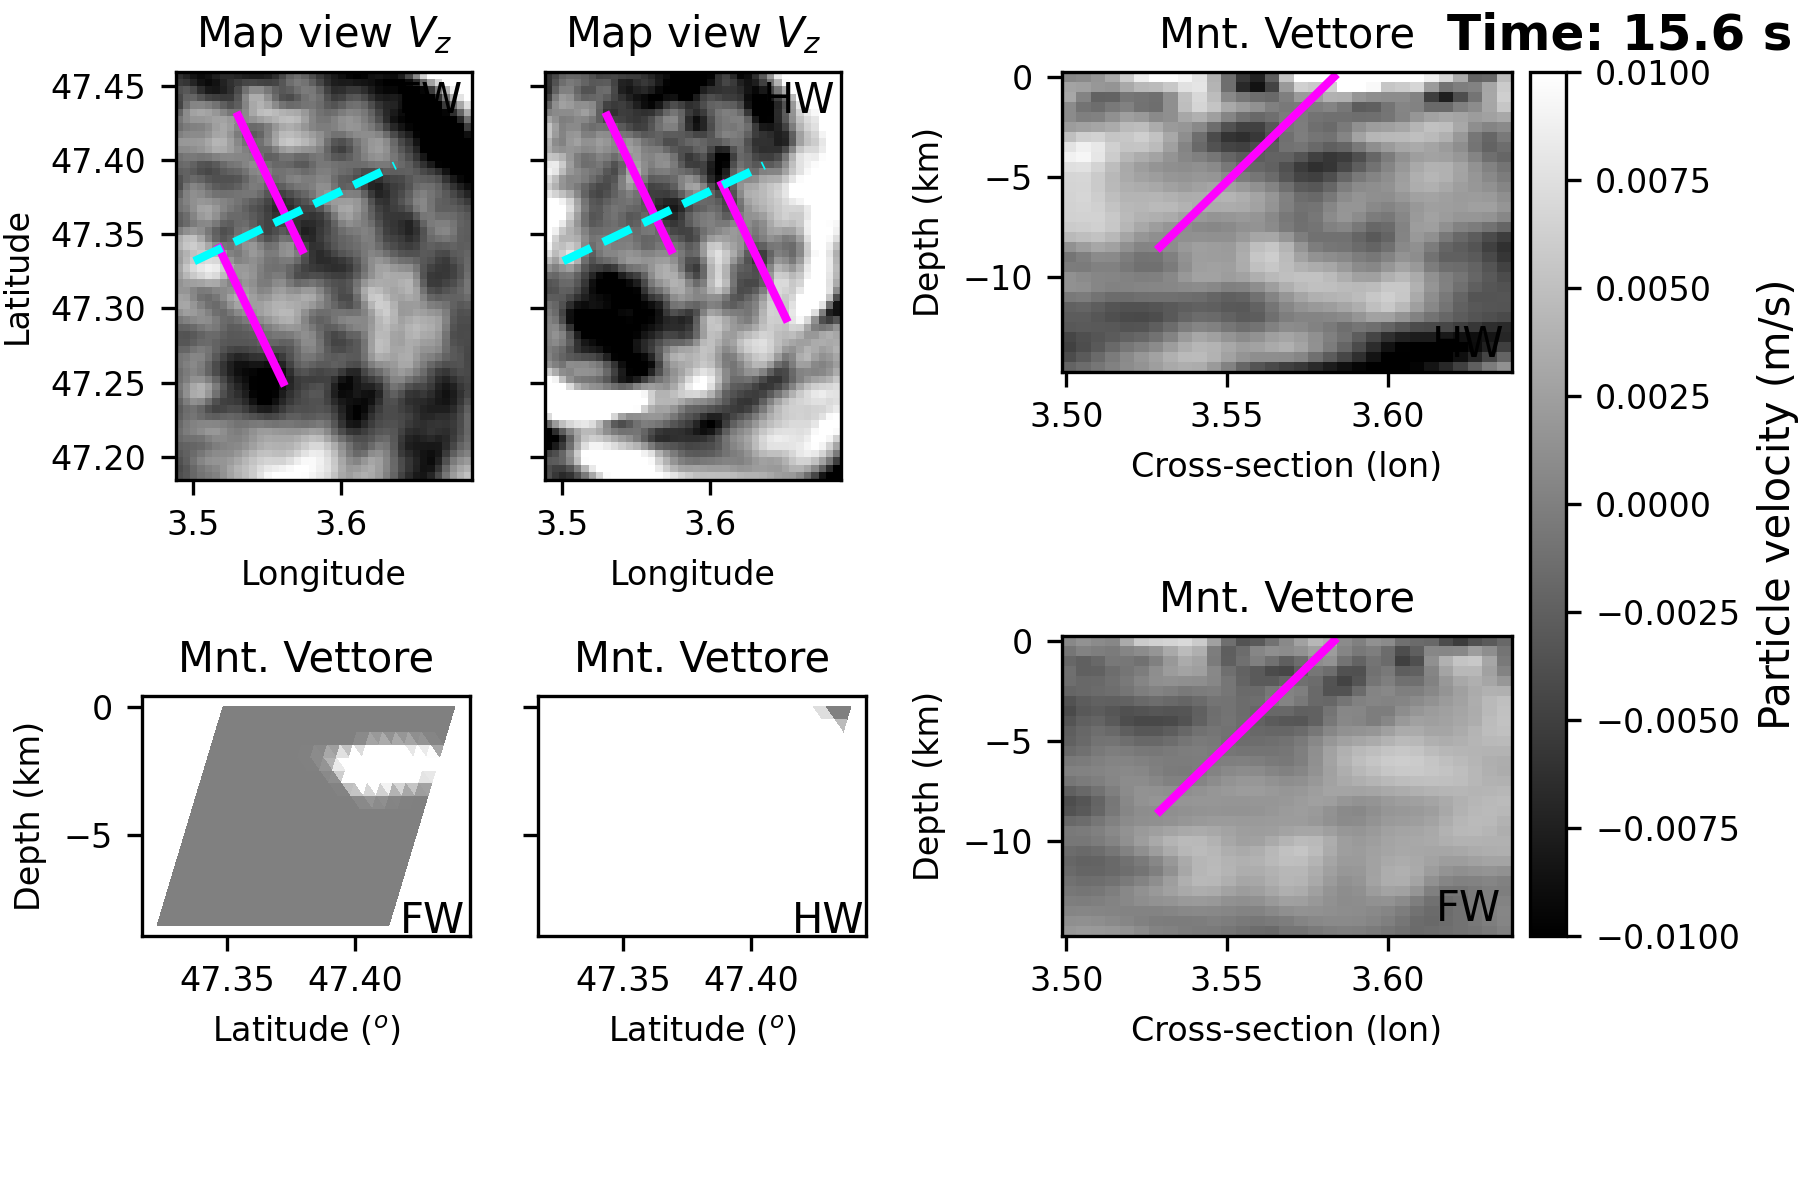 Map view Vz
47.45
47.40
47.35
47.30
47.25
47.20
Latitude
FW
3.5 3.6
Longitude
Map view Vz
HW
3.5 3.6
Longitude
Mnt. Vettore
0
−5
−10
Depth (km)
HW
3.50 3.55 3.60
Cross-section (lon)
Time: 15.6 s
0.0100
0.0075
0.0050
0.0025
0.0000
−0.0025
−0.0050
−0.0075
−0.0100
Particle velocity (m/s)
Mnt. Vettore
0
−5
Depth (km)
FW
47.35 47.40
Latitude (o)
Mnt. Vettore
HW
47.35 47.40
Latitude (o)
Mnt. Vettore
0
−5
−10
Depth (km)
FW
3.50 3.55 3.60
Cross-section (lon)